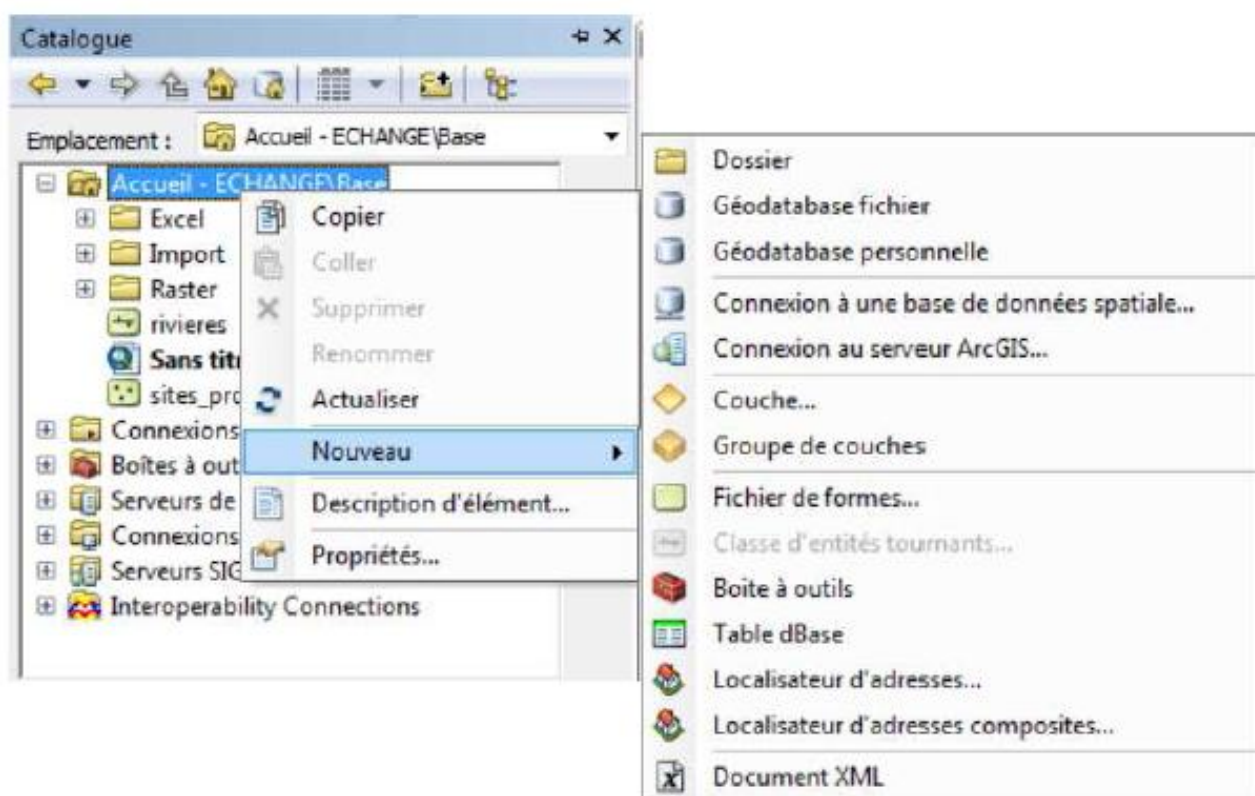 Catalogue
Emplacement :
Accueil - ECHANGE\Base
Accueil - ECHANGE\Base
Excel
Import
Raster
rivieres
Sans tit
sites_pro
Connexions
Boîtes à out
Serveurs de
Connexions
Serveurs SIG
Interoperability Connections
Copier
Coller
Supprimer
Renommer
Actualiser
Nouveau
Description d'élément...
Propriétés...
Dossier
Géodatabase fichier
Géodatabase personnelle
Connexion à une base de données spatiale...
Connexion au serveur ArcGIS...
Couche...
Groupe de couches
Fichier de formes...
Classe d'entités tournants...
Boite à outils
Table dBase
Localisateur d'adresses...
Localisateur d'adresses composites...
Document XML